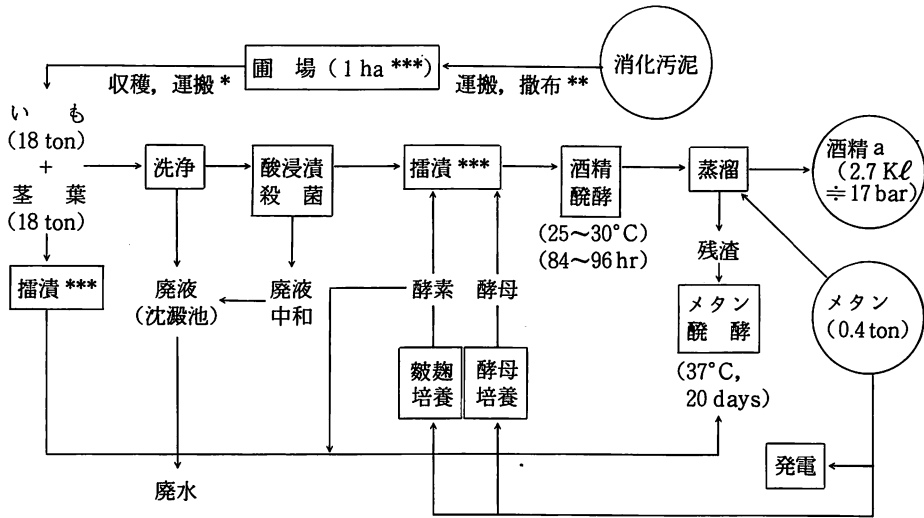 圃 場 (1 ha ***)
消化汚泥
収穫, 運搬 *
運搬, 撒布 **
い も
(18 ton)
+
茎 葉
(18 ton)
洗浄
酸浸漬
殺菌
擂潰 ***
酒精
醗酵
(25~30°C)
(84~96 hr)
蒸溜
酒精 a
(2.7 Kℓ
≒17 bar)
残渣
擂潰 ***
廃液
(沈澱池)
廃液
中和
酵素
酵母
メタン
醗 酵
(37°C,
20 days)
メタン
(0.4 ton)
皴麹
培養
酵母
培養
発電
廃水